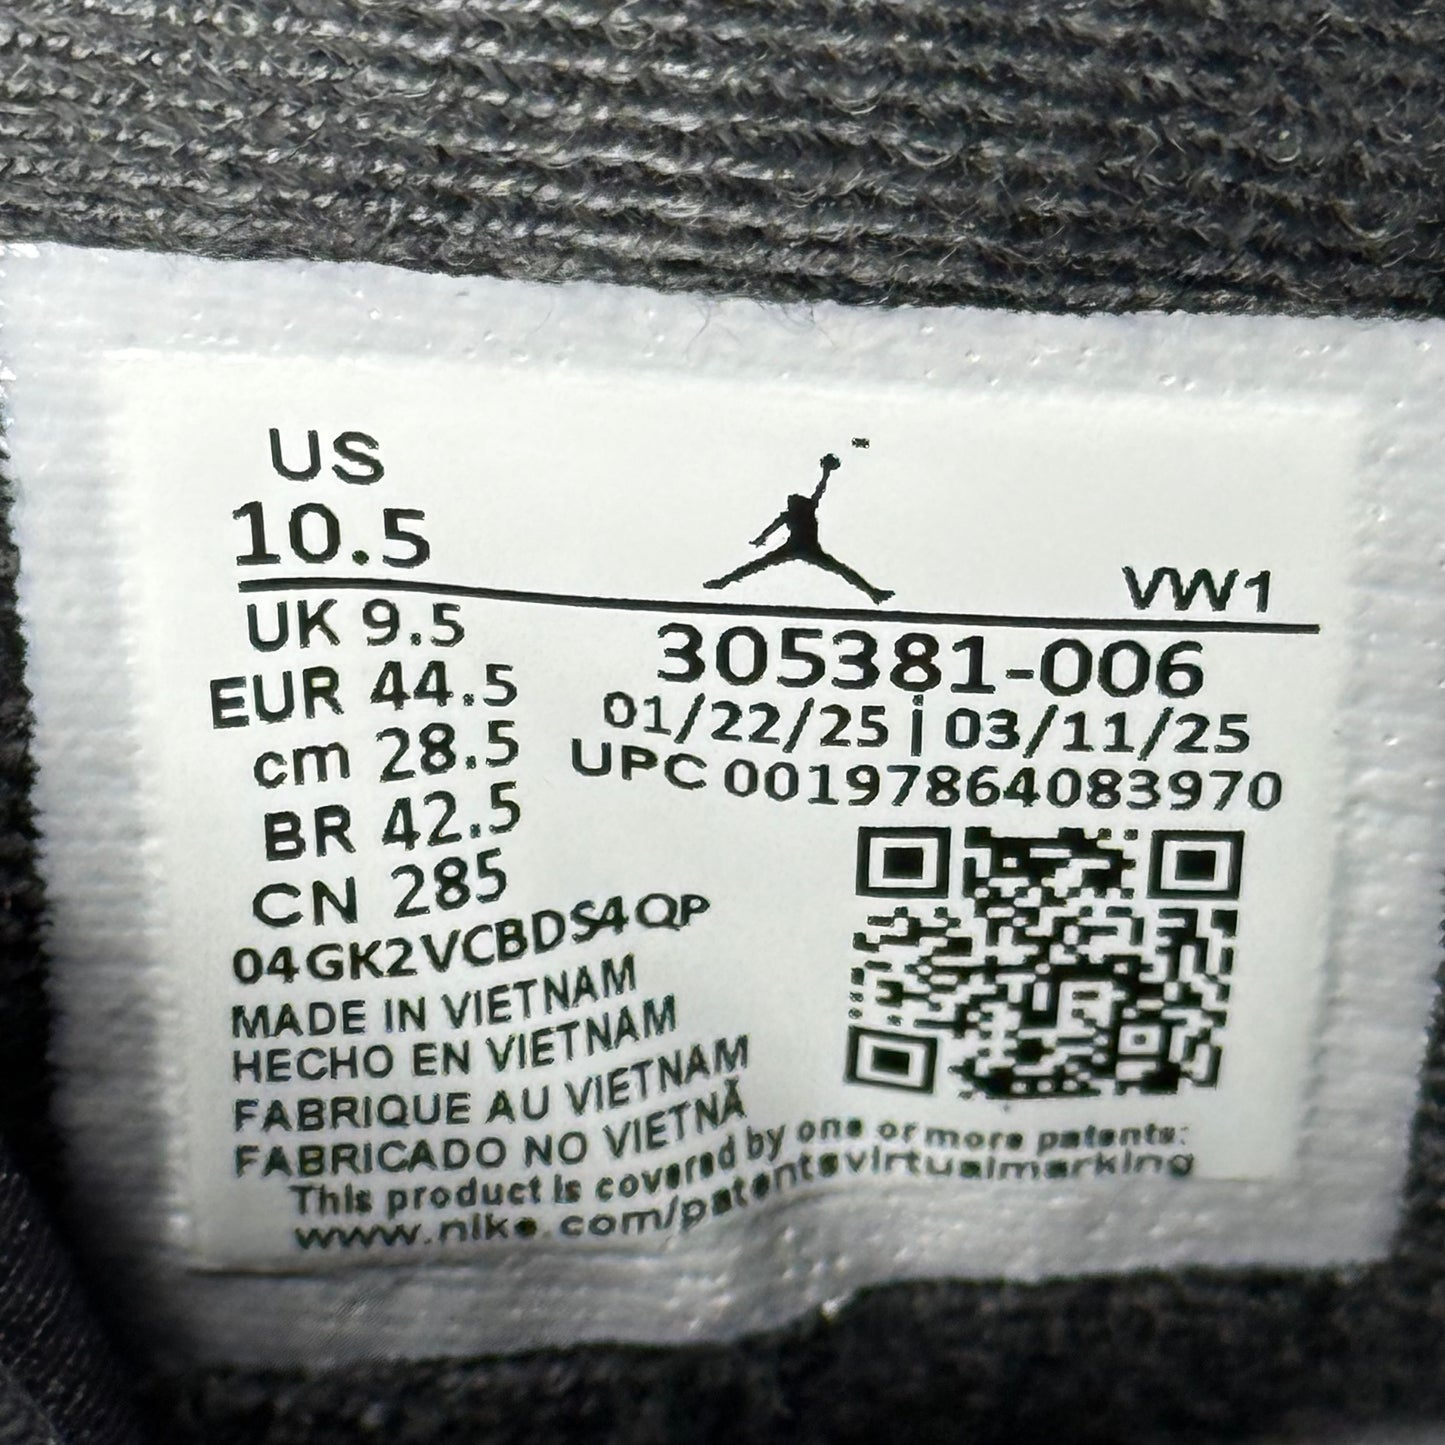 US
10.5
VW1
UK 9.5
EUR 44.5
cm 28.5
BR 42.5
CN 285
305381-006
01/22/25 | 03/11/25
UPC 00197864083970
04GK2VCBDS4QP
MADE IN VIETNAM
HECHO EN VIETNAM
FABRIQUE AU VIETNAM
FABRICADO NO VIETNÃ
This product is covered by one or more patents:
www.nike.com/patentsvirtualmarking